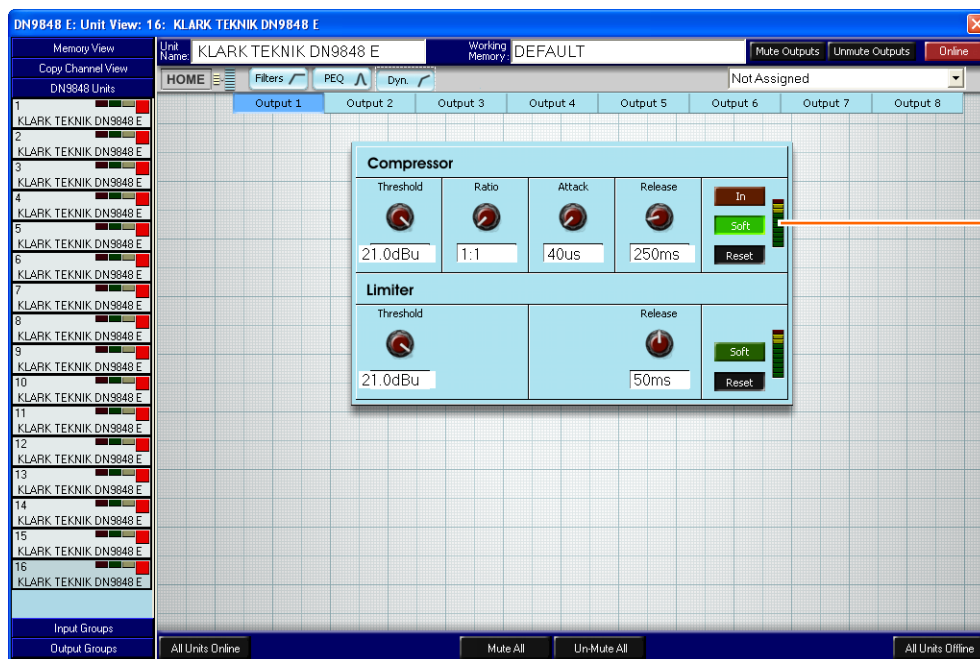 DN9848 E: Unit View: 16: KLARK TEKNIK DN9848 E
Memory View
Copy Channel View
DN9848 Units
Unit Name: KLARK TEKNIK DN9848 E
Working Memory: DEFAULT
Mute Outputs
Unmute Outputs
Online
HOME
Filters
PEQ
Dyn.
Not Assigned
Output 1
Output 2
Output 3
Output 4
Output 5
Output 6
Output 7
Output 8
1
KLARK TEKNIK DN9848 E
2
KLARK TEKNIK DN9848 E
3
KLARK TEKNIK DN9848 E
4
KLARK TEKNIK DN9848 E
5
KLARK TEKNIK DN9848 E
6
KLARK TEKNIK DN9848 E
7
KLARK TEKNIK DN9848 E
8
KLARK TEKNIK DN9848 E
9
KLARK TEKNIK DN9848 E
10
KLARK TEKNIK DN9848 E
11
KLARK TEKNIK DN9848 E
12
KLARK TEKNIK DN9848 E
13
KLARK TEKNIK DN9848 E
14
KLARK TEKNIK DN9848 E
15
KLARK TEKNIK DN9848 E
16
KLARK TEKNIK DN9848 E
Compressor
Threshold
Ratio
Attack
Release
In
Soft
Reset
21.0dBu
1:1
40us
250ms
Limiter
Threshold
Release
Soft
Reset
21.0dBu
50ms
Input Groups
Output Groups
All Units Online
Mute All
Un-Mute All
All Units Offline